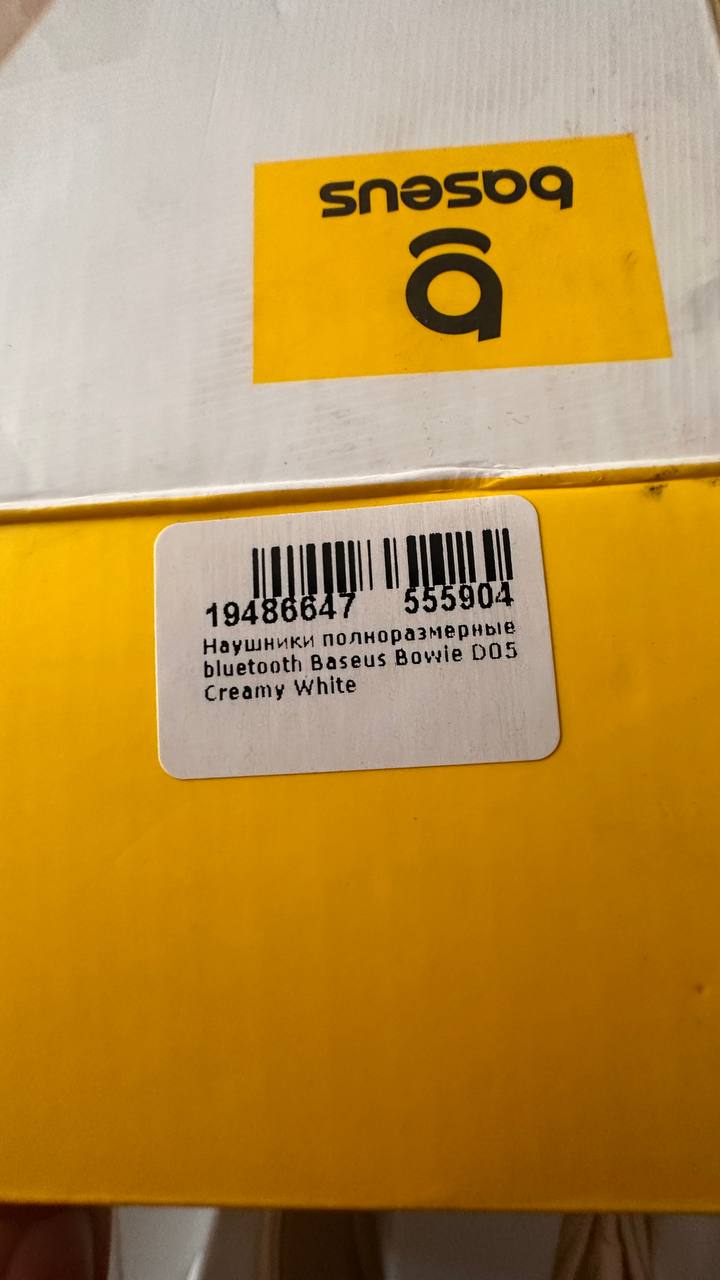 baseus
19486647 555904
Наушники полноразмерные
bluetooth Baseus Bowie D05
Creamy White